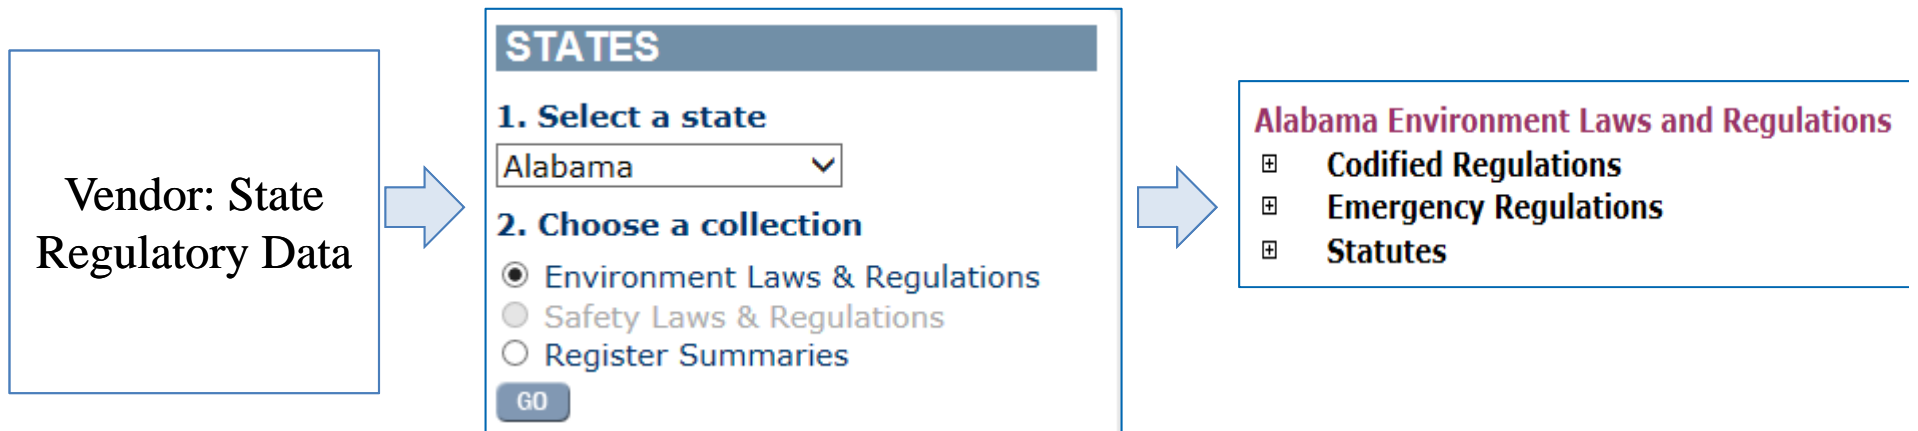 Vendor: State
Regulatory Data
STATES
1. Select a state
Alabama
2. Choose a collection
Environment Laws & Regulations
Safety Laws & Regulations
Register Summaries
GO
Alabama Environment Laws and Regulations
Codified Regulations
Emergency Regulations
Statutes